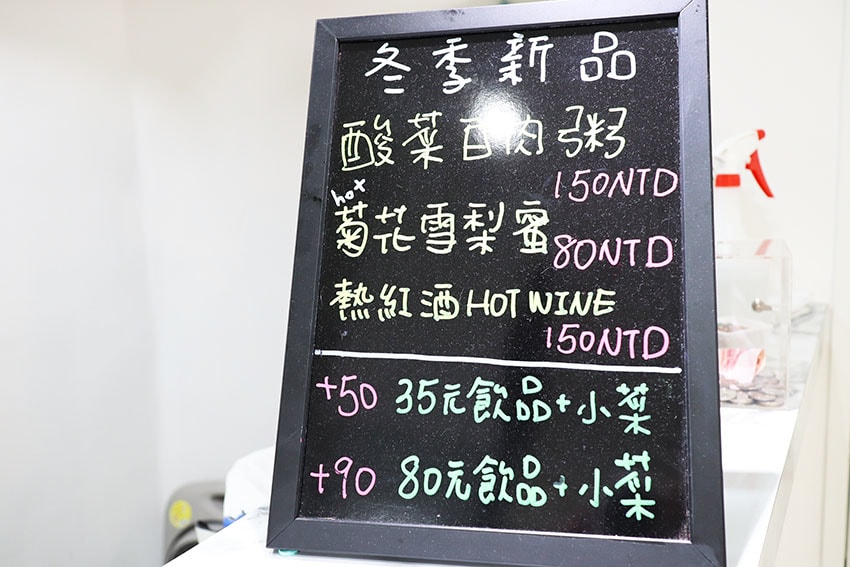 冬季新品
酸菜白肉粥
150NTD
hot
菊花雪梨蜜
80NTD
熱紅酒 HOT WINE
150NTD
+50 35元飲品+小菜
+90 80元飲品+小菜